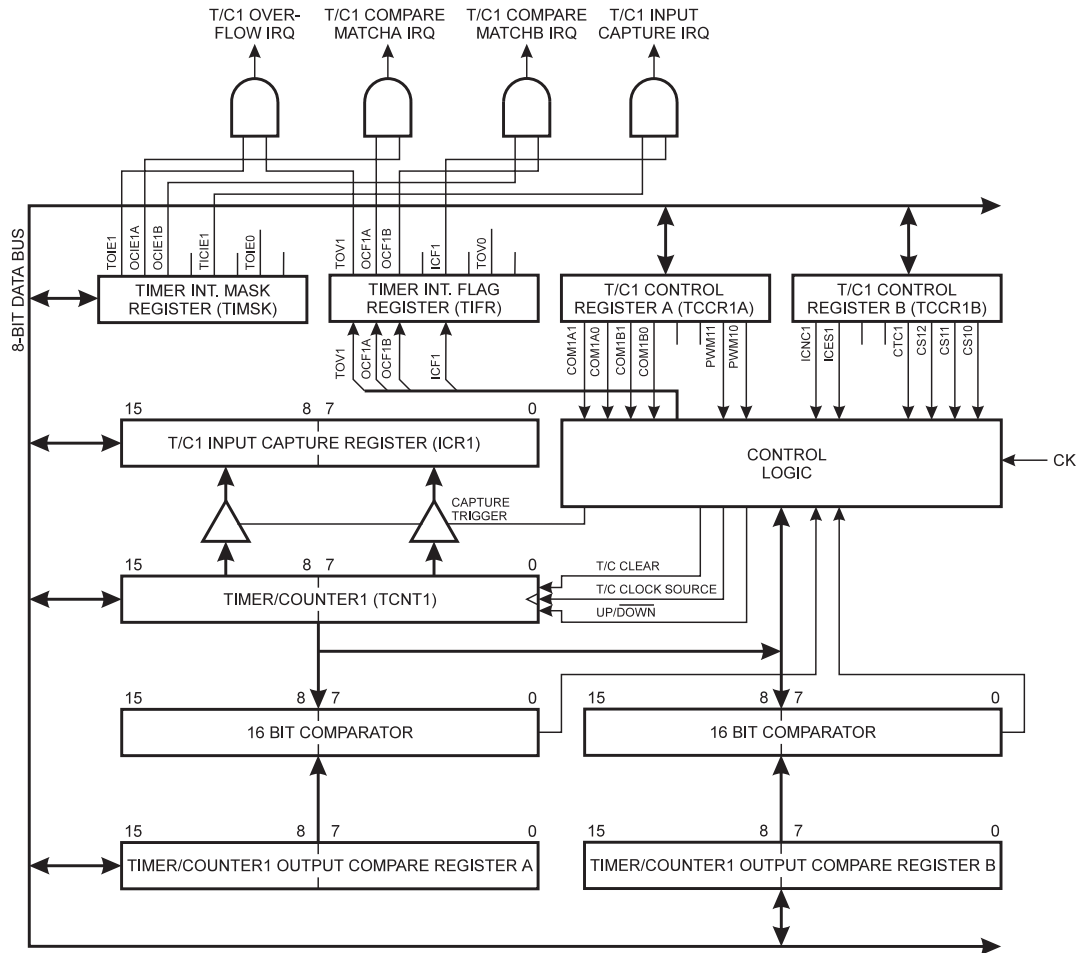 T/C1 OVER-
FLOW IRQ
T/C1 COMPARE
MATCHA IRQ
T/C1 COMPARE
MATCHB IRQ
T/C1 INPUT
CAPTURE IRQ
8-BIT DATA BUS
TOIE1
OCIE1A
OCIE1B
TICIE1
TOIE0
TOV1
OCF1A
OCF1B
ICF1
TOV0
TIMER INT. MASK
REGISTER (TIMSK)
TIMER INT. FLAG
REGISTER (TIFR)
T/C1 CONTROL
REGISTER A (TCCR1A)
T/C1 CONTROL
REGISTER B (TCCR1B)
TOV1
OCF1A
OCF1B
ICF1
COM1A1
COM1A0
COM1B1
COM1B0
PWM11
PWM10
ICNC1
ICES1
CTC1
CS12
CS11
CS10
15 8 7 0
T/C1 INPUT CAPTURE REGISTER (ICR1)
CONTROL
LOGIC
CK
CAPTURE
TRIGGER
15 8 7 0
TIMER/COUNTER1 (TCNT1)
T/C CLEAR
T/C CLOCK SOURCE
UP/DOWN
15 8 7 0
16 BIT COMPARATOR
15 8 7 0
16 BIT COMPARATOR
15 8 7 0
TIMER/COUNTER1 OUTPUT COMPARE REGISTER A
15 8 7 0
TIMER/COUNTER1 OUTPUT COMPARE REGISTER B